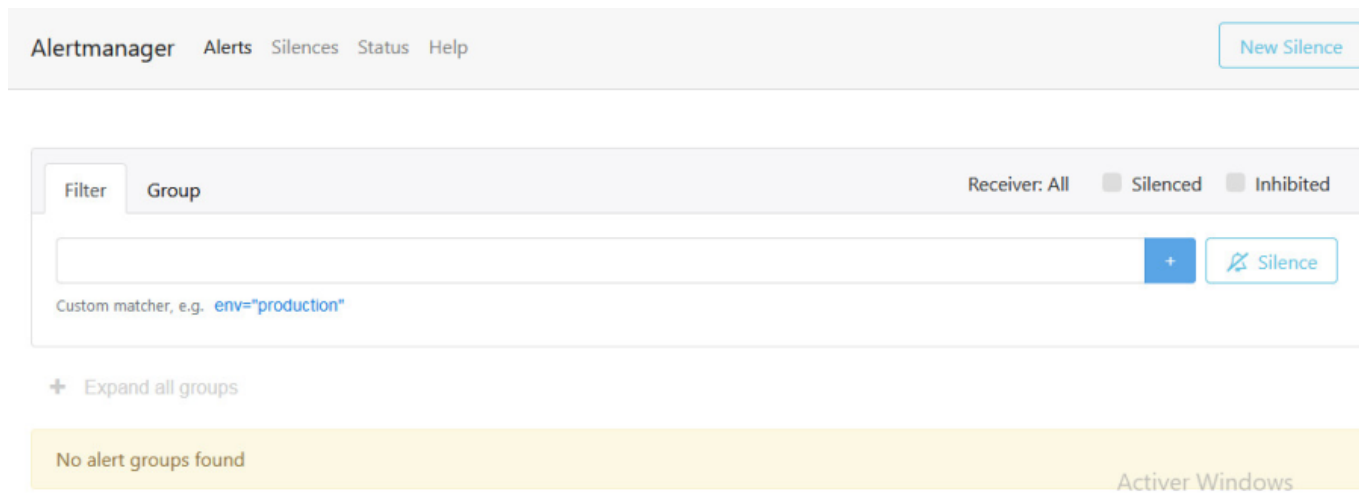 Alertmanager Alerts Silences Status Help New Silence
Filter Group Receiver: All Silenced Inhibited
+ Silence
Custom matcher, e.g. env="production"
+ Expand all groups
No alert groups found
Activer Windows